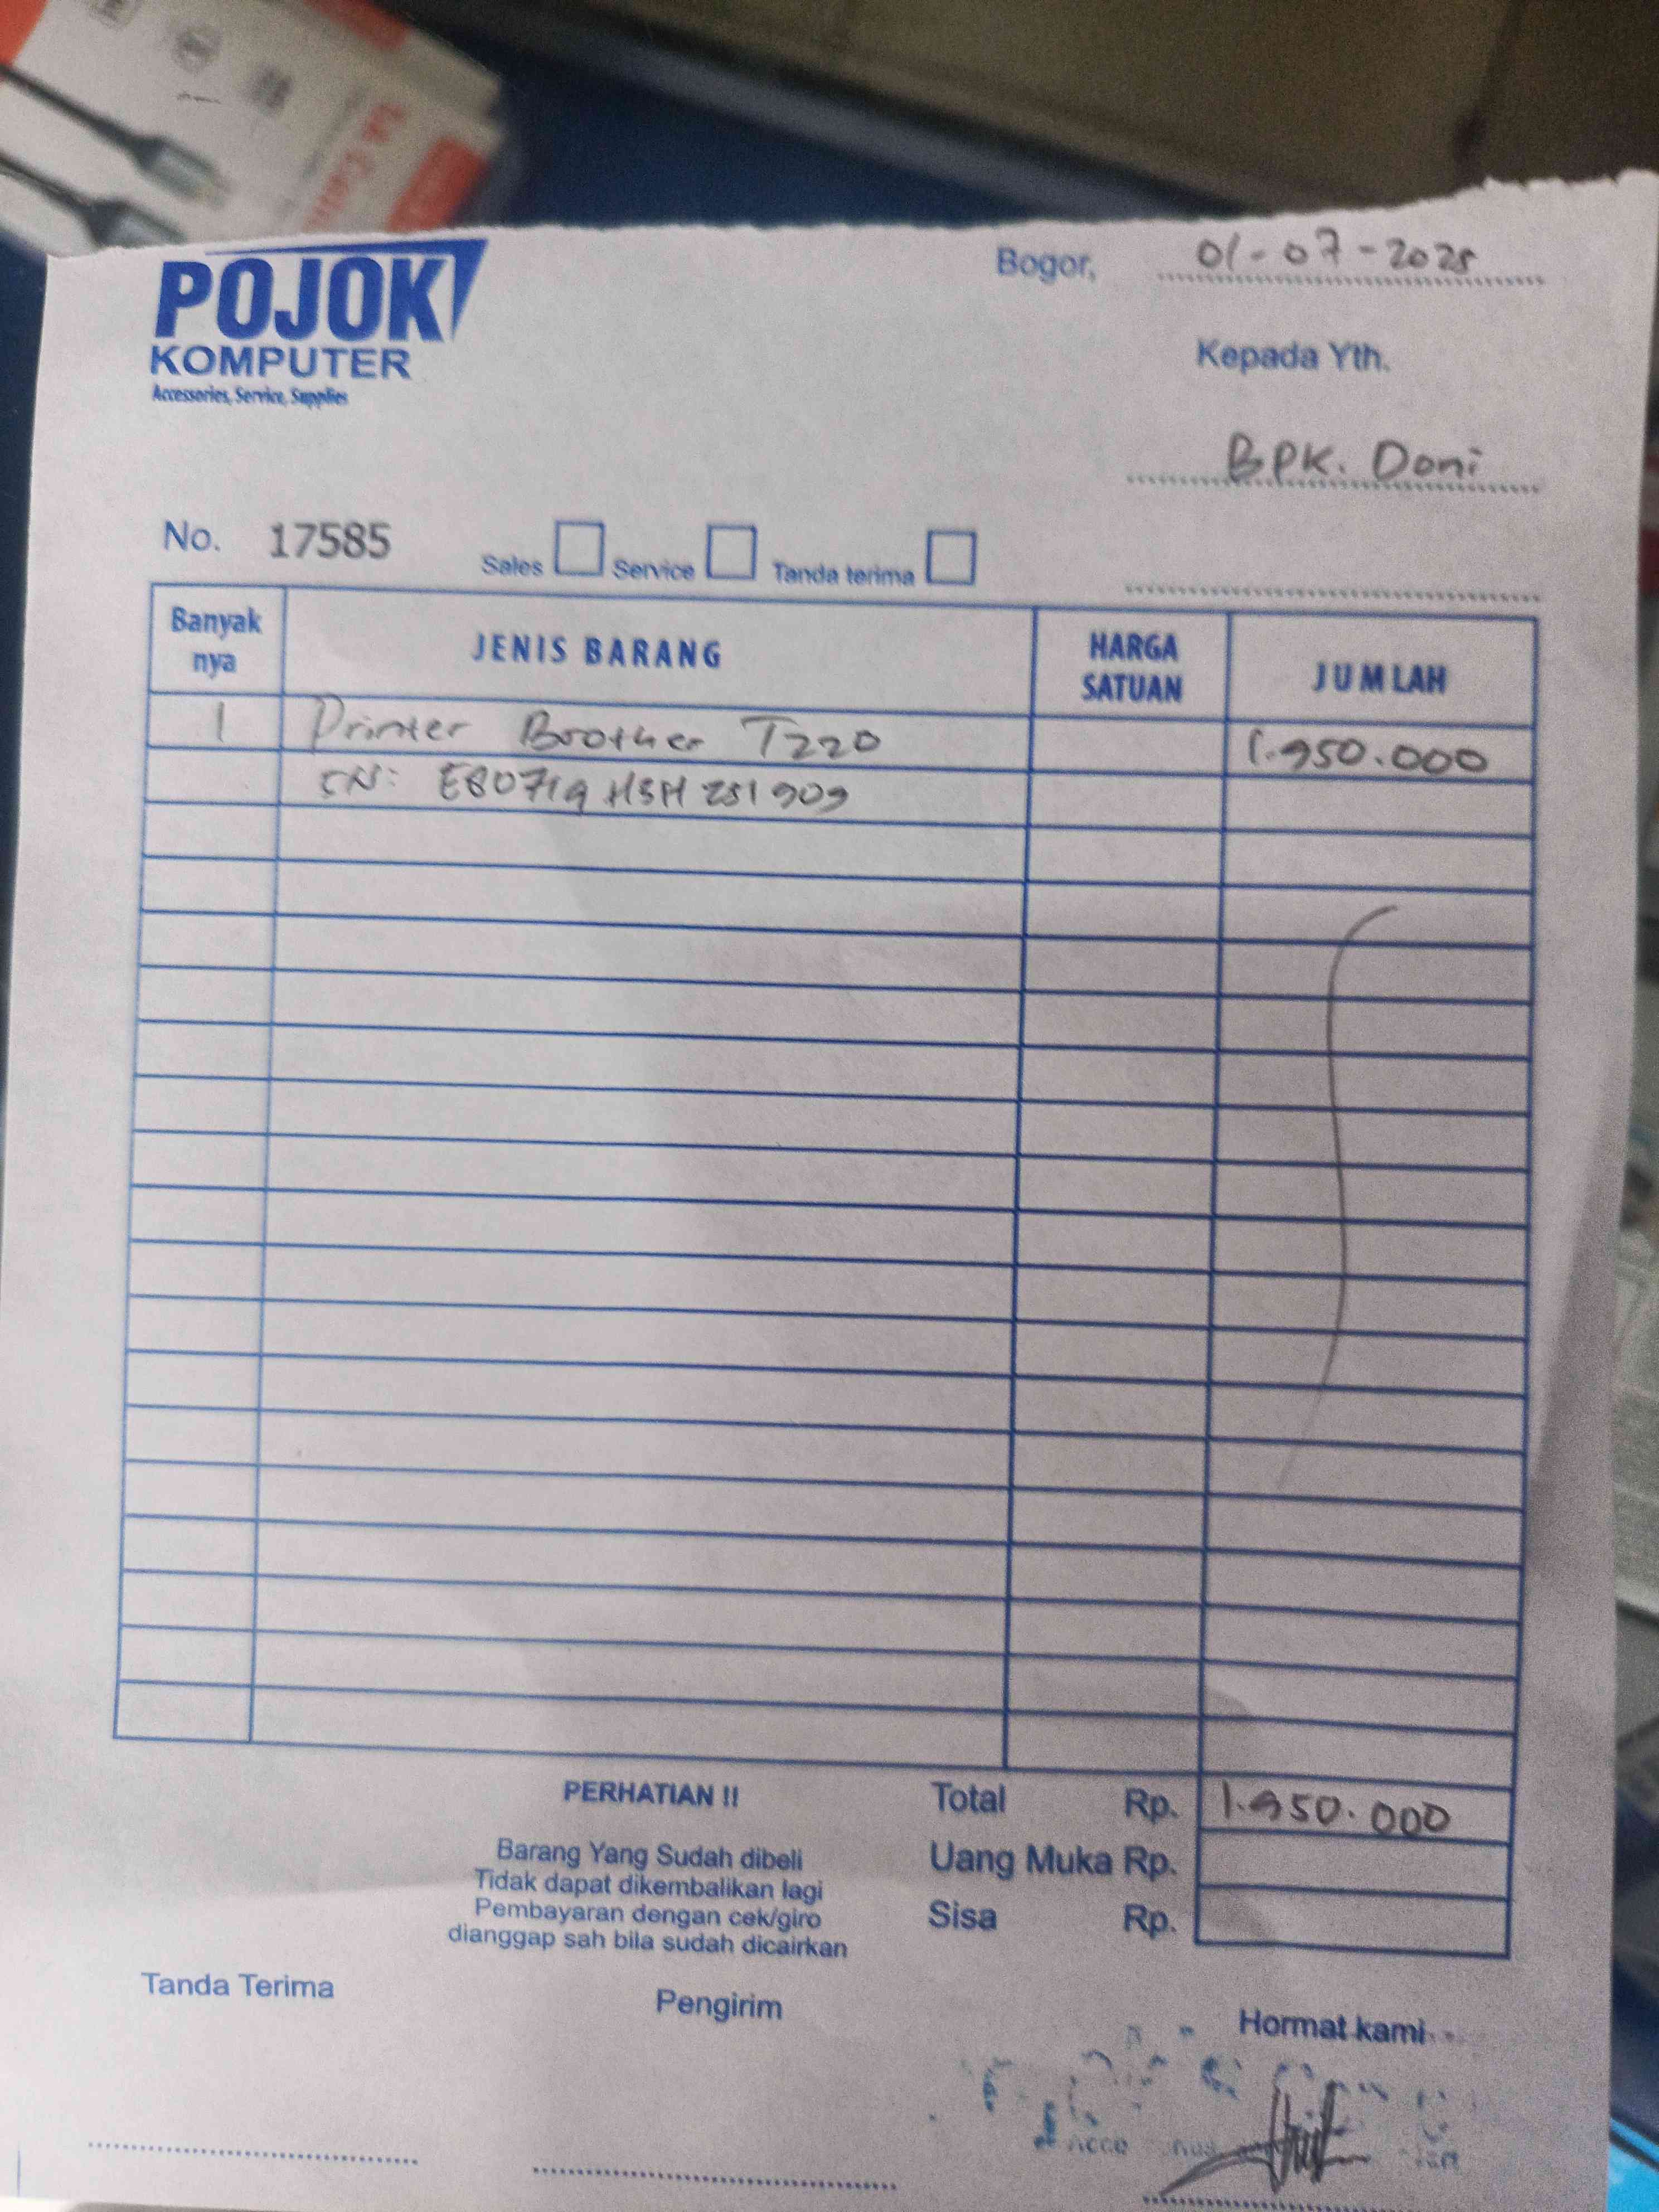 POJOK
KOMPUTER
Accessories, Service, Supplies
Bogor, 01-07-2025
Kepada Yth.
BPK. Doni
No. 17585
Sales Service Tanda terima
Banyak nya JENIS BARANG HARGA SATUAN JUMLAH
1 Printer Brother T220 1.950.000
SN:
PERHATIAN !!
Barang Yang Sudah dibeli
Tidak dapat dikembalikan lagi
Pembayaran dengan cek/giro
dianggap sah bila sudah dicairkan
Total Rp. 1.950.000
Uang Muka Rp.
Sisa Rp.
Tanda Terima Pengirim Hormat kami